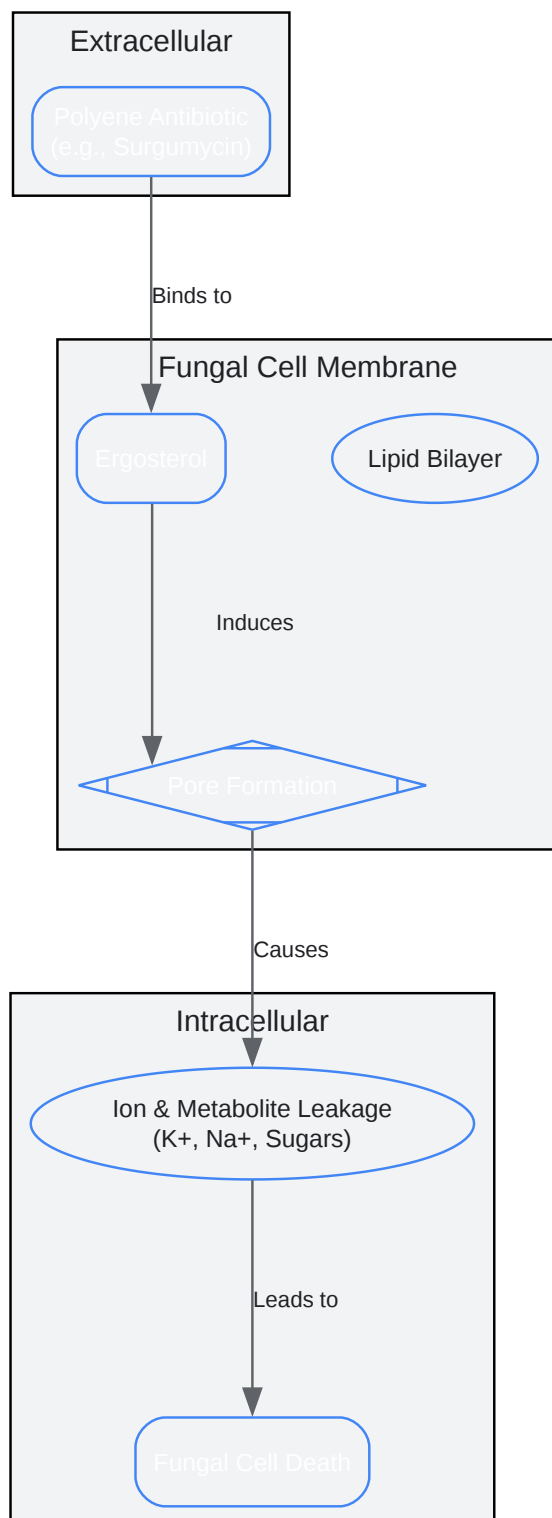 Extracellular
Polyene Antibiotic
(e.g., Surgumycin)
Binds to
Fungal Cell Membrane
Ergosterol
Lipid Bilayer
Induces
Pore Formation
Causes
Intracellular
Ion & Metabolite Leakage
(K+, Na+, Sugars)
Leads to
Fungal Cell Death